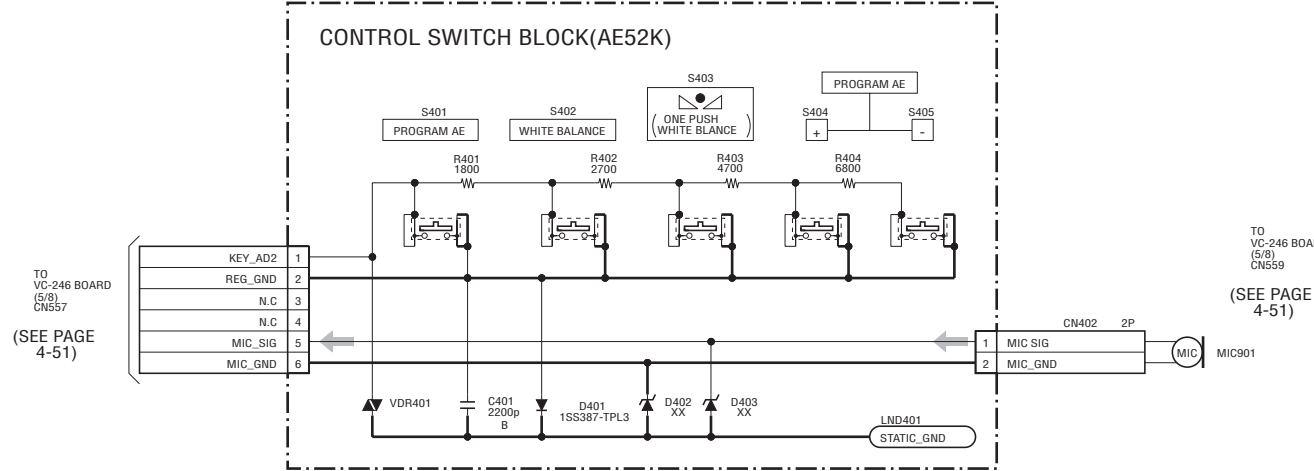 CONTROL SWITCH BLOCK(AE52K)
S401
PROGRAM AE
S402
WHITE BALANCE
S403
ONE PUSH
WHITE BLANCE
PROGRAM AE
S404
+
S405
-
R401
1800
R402
2700
R403
4700
R404
6800
TO
VC-246 BOARD
(5/8)
CN557
(SEE PAGE
4-51)
KEY_AD2 1
REG_GND 2
N.C 3
N.C 4
MIC_SIG 5
MIC_GND 6
VDR401
C401
2200p
B
D401
1SS387-TPL3
D402
XX
D403
XX
LND401
STATIC_GND
CN402 2P
1 MIC SIG
2 MIC_GND
MIC
MIC901
TO
VC-246 BOA
(5/8)
CN559
(SEE PAGE
4-51)